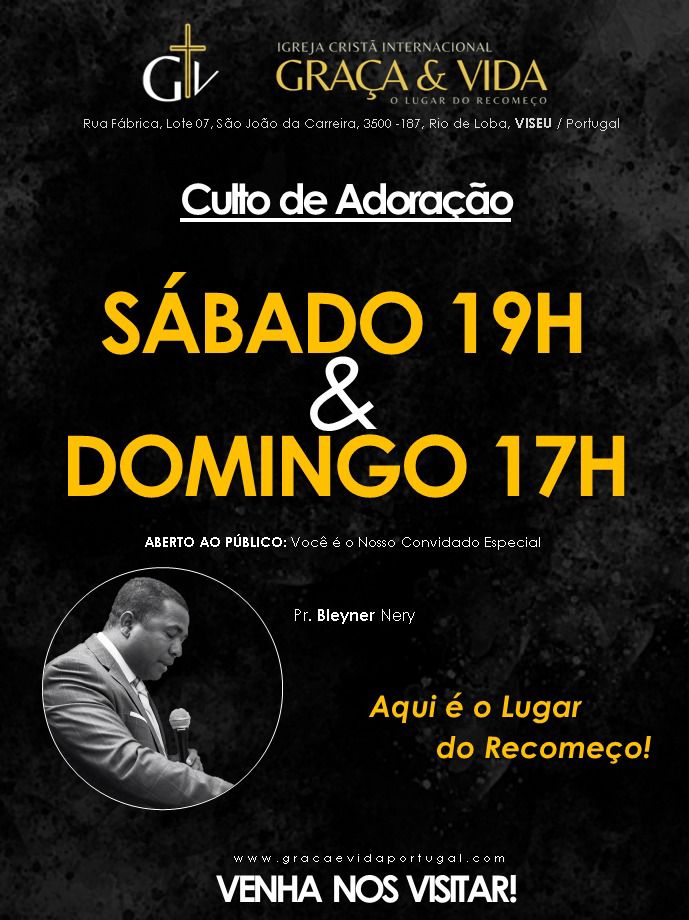 GV
IGREJA CRISTÃ INTERNACIONAL
GRAÇA & VIDA
O LUGAR DO RECOMEÇO
Rua Fábrica, Lote 07, São João da Carreira, 3500 -187, Rio de Loba, VISEU / Portugal
Culto de Adoração
SÁBADO 19H
&
DOMINGO 17H
ABERTO AO PÚBLICO: Você é o Nosso Convidado Especial
Pr. Bleyner Nery
Aqui é o Lugar
do Recomeço!
www.gracaevidaportugal.com
VENHA NOS VISITAR!